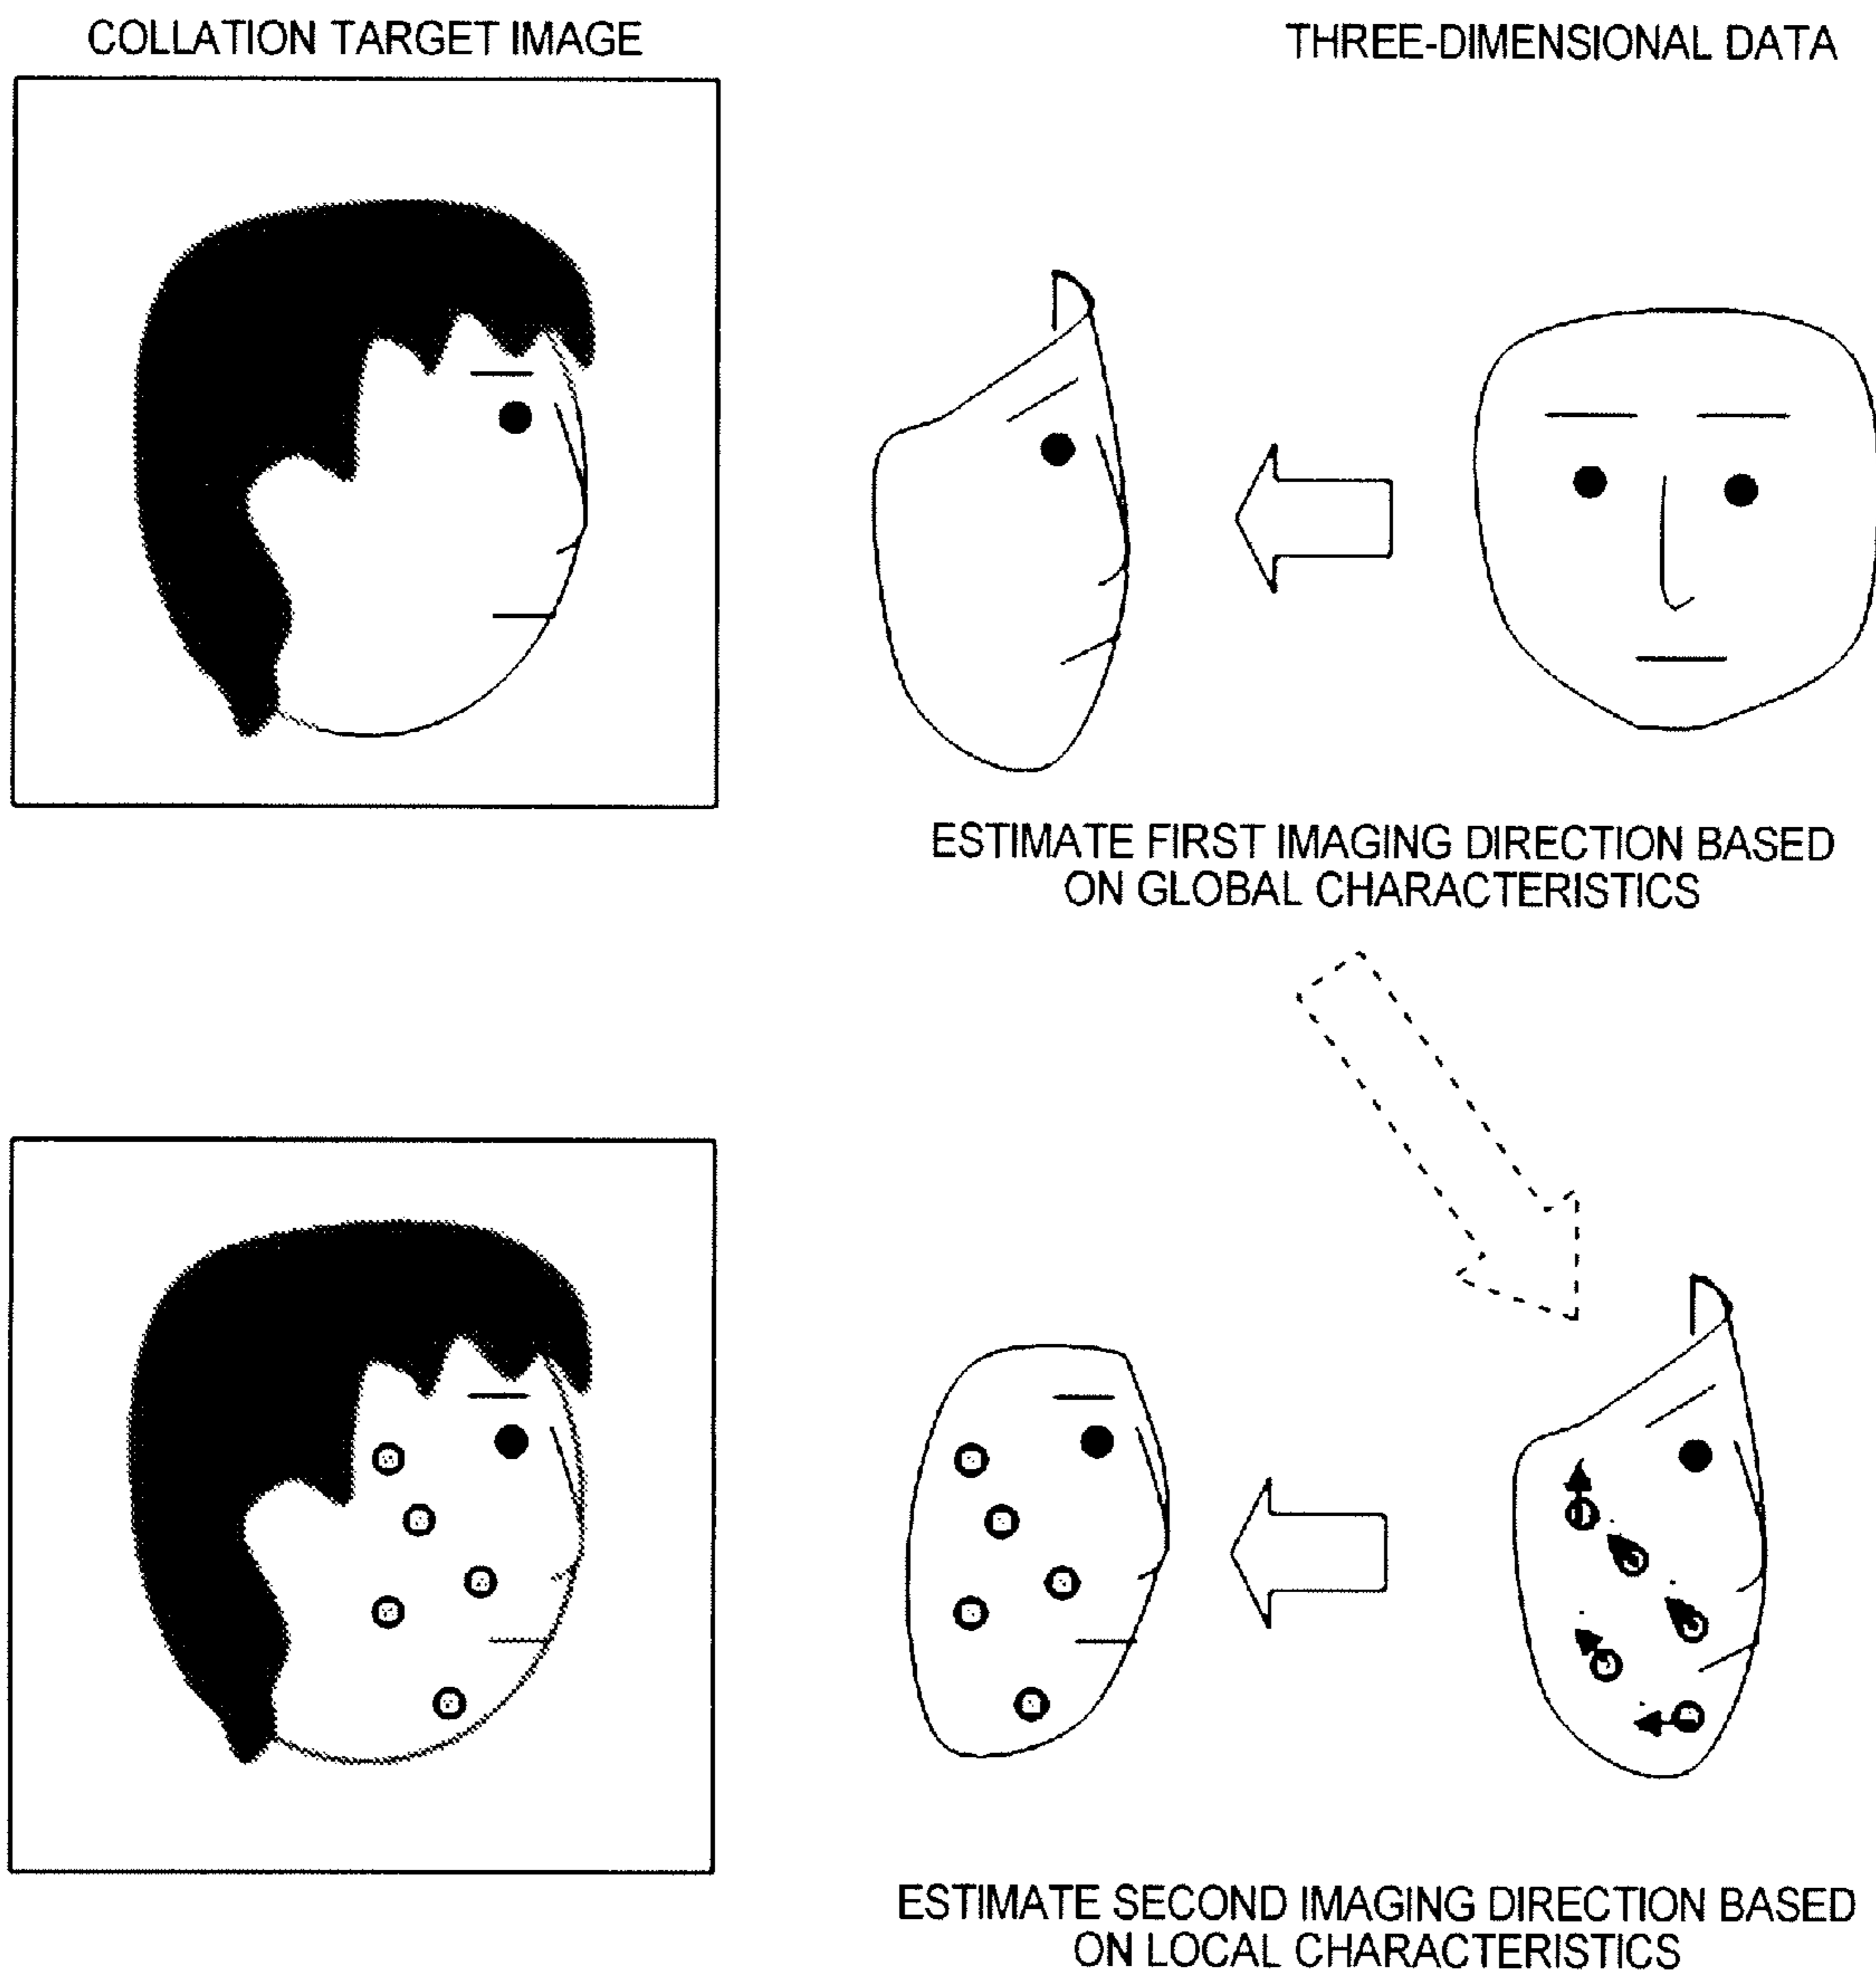 COLLATION TARGET IMAGE
THREE-DIMENSIONAL DATA
ESTIMATE FIRST IMAGING DIRECTION BASED
ON GLOBAL CHARACTERISTICS
ESTIMATE SECOND IMAGING DIRECTION BASED
ON LOCAL CHARACTERISTICS